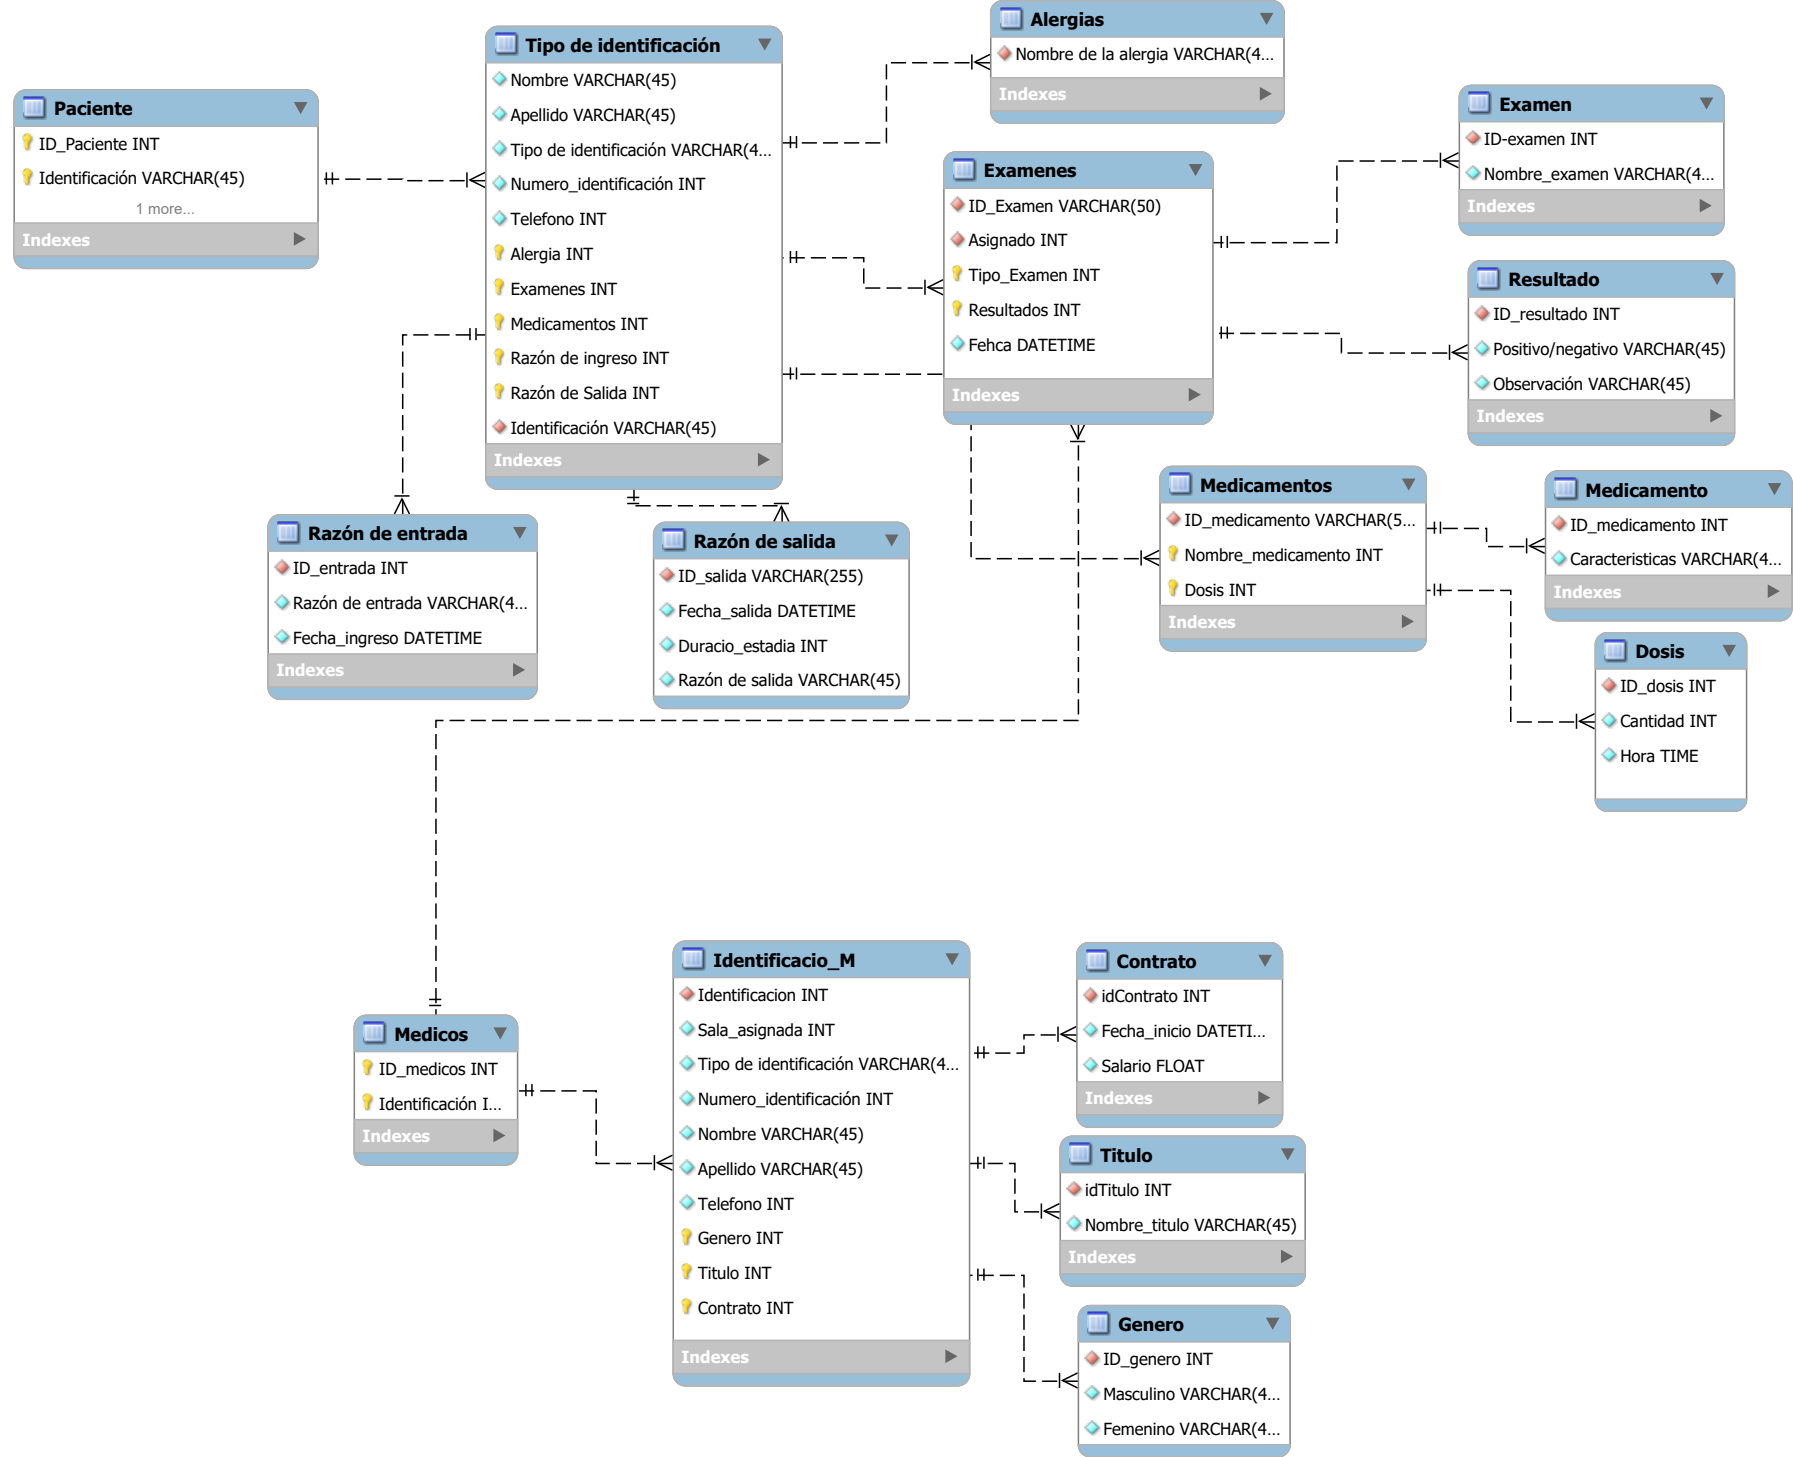 Paciente
ID_Paciente INT
Identificación VARCHAR(45)
1 more...
Indexes
Tipo de identificación
Nombre VARCHAR(45)
Apellido VARCHAR(45)
Tipo de identificación VARCHAR(4...
Numero_identificación INT
Telefono INT
Alergia INT
Examenes INT
Medicamentos INT
Razón de ingreso INT
Razón de Salida INT
Identificación VARCHAR(45)
Indexes
Alergias
Nombre de la alergia VARCHAR(4...
Indexes
Examenes
ID_Examen VARCHAR(50)
Asignado INT
Tipo_Examen INT
Resultados INT
Fehca DATETIME
Indexes
Examen
ID-examen INT
Nombre_examen VARCHAR(4...
Indexes
Resultado
ID_resultado INT
Positivo/negativo VARCHAR(45)
Observación VARCHAR(45)
Indexes
Razón de entrada
ID_entrada INT
Razón de entrada VARCHAR(4...
Fecha_ingreso DATETIME
Indexes
Razón de salida
ID_salida VARCHAR(255)
Fecha_salida DATETIME
Duracio_estadia INT
Razón de salida VARCHAR(45)
Medicamentos
ID_medicamento VARCHAR(5...
Nombre_medicamento INT
Dosis INT
Indexes
Medicamento
ID_medicamento INT
Caracteristicas VARCHAR(4...
Indexes
Dosis
ID_dosis INT
Cantidad INT
Hora TIME
Medicos
ID_medicos INT
Identificación I...
Indexes
Identificacio_M
Identificacion INT
Sala_asignada INT
Tipo de identificación VARCHAR(4...
Numero_identificación INT
Nombre VARCHAR(45)
Apellido VARCHAR(45)
Telefono INT
Genero INT
Titulo INT
Contrato INT
Indexes
Contrato
idContrato INT
Fecha_inicio DATETI...
Salario FLOAT
Indexes
Titulo
idTitulo INT
Nombre_titulo VARCHAR(45)
Indexes
Genero
ID_genero INT
Masculino VARCHAR(4...
Femenino VARCHAR(4...